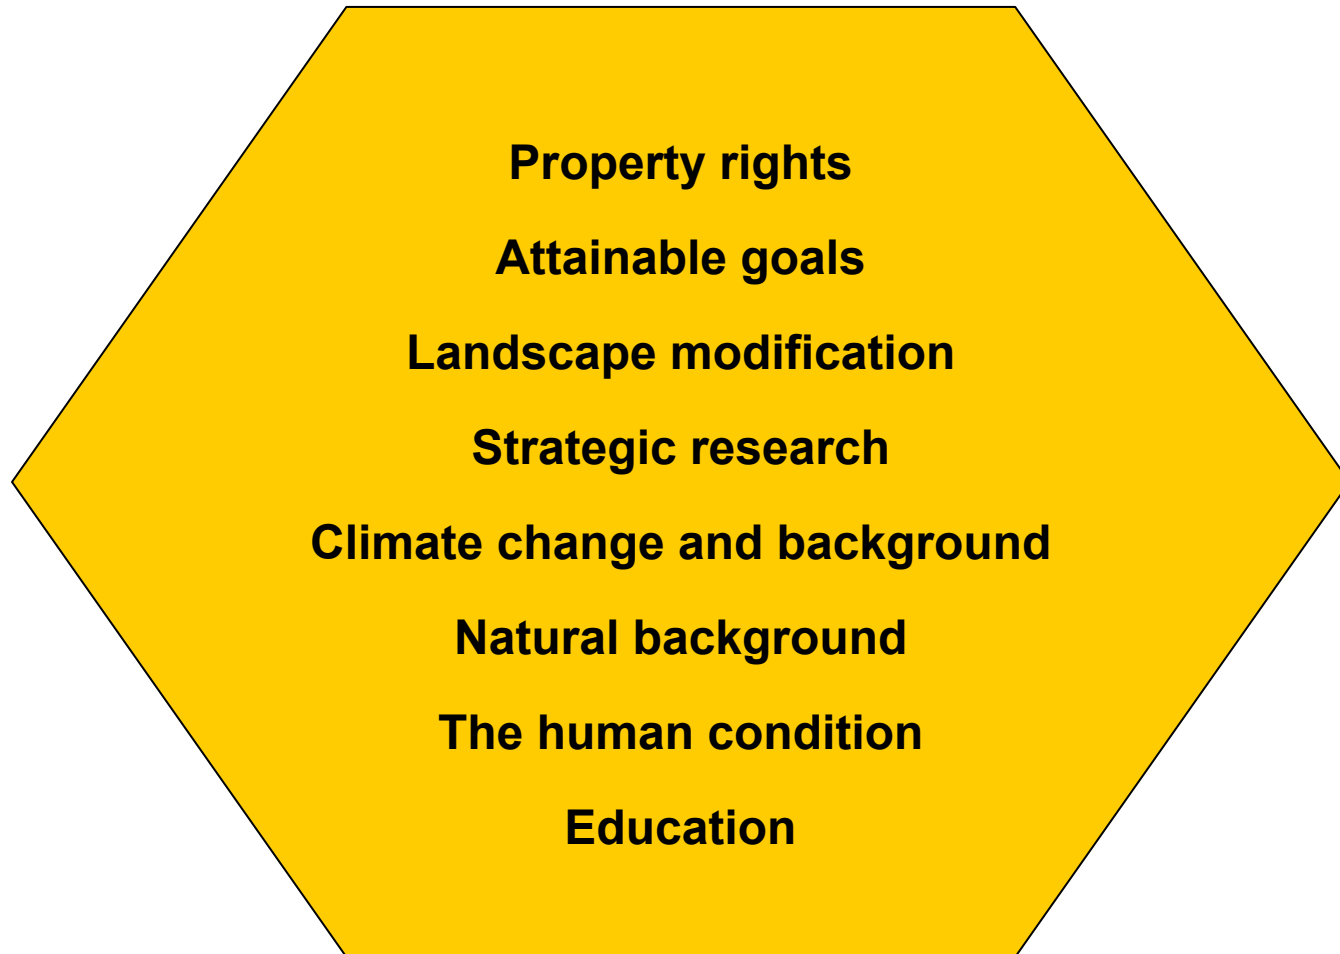 Property rights
Attainable goals
Landscape modification
Strategic research
Climate change and background
Natural background
The human condition
Education